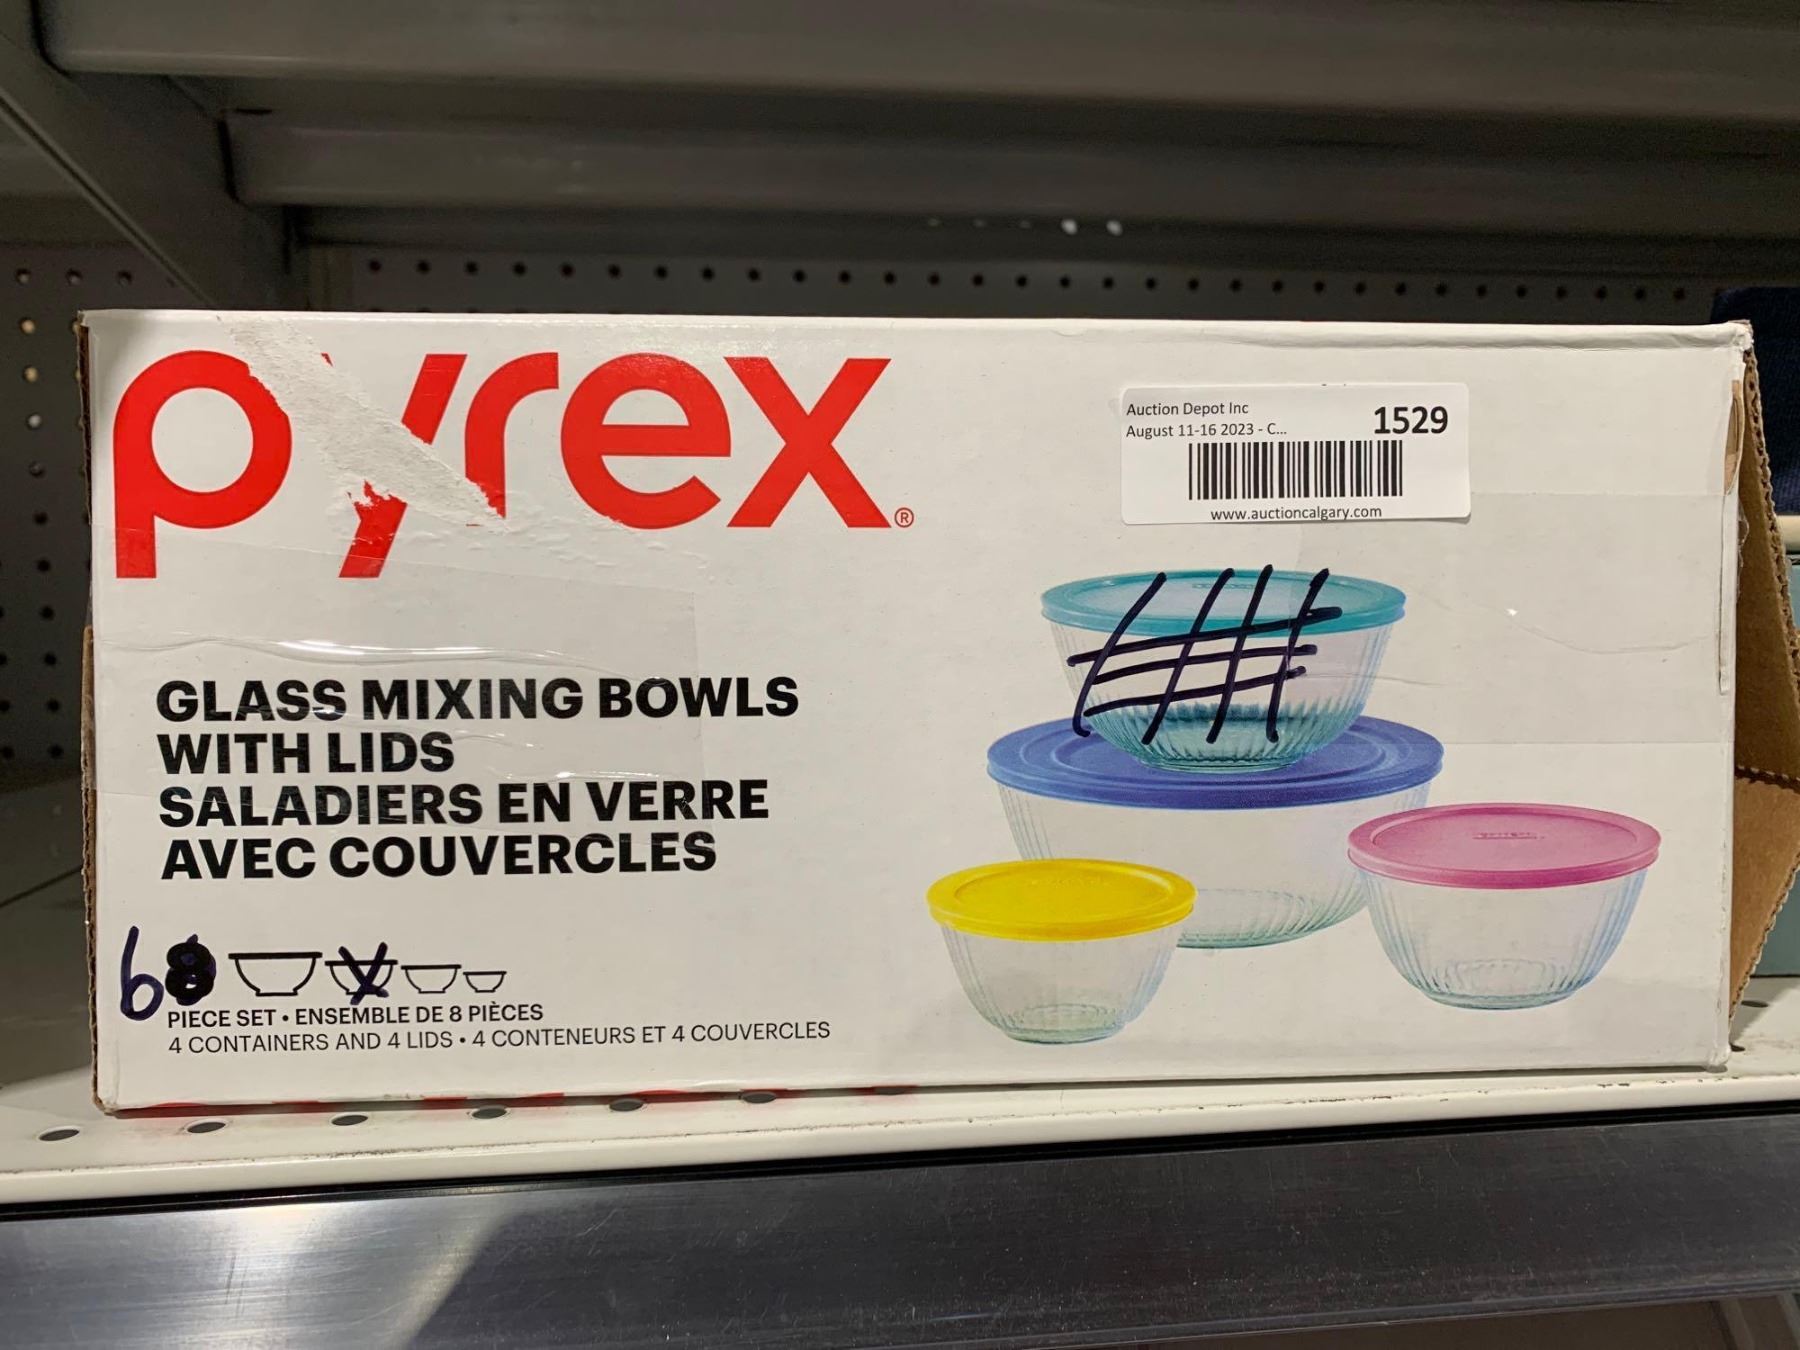 pyrex®
Auction Depot Inc
August 11-16 2023 - C...
1529
www.auctioncalgary.com
GLASS MIXING BOWLS
WITH LIDS
SALADIERS EN VERRE
AVEC COUVERCLES
6 8
PIECE SET • ENSEMBLE DE 8 PIÈCES
4 CONTAINERS AND 4 LIDS • 4 CONTENEURS ET 4 COUVERCLES